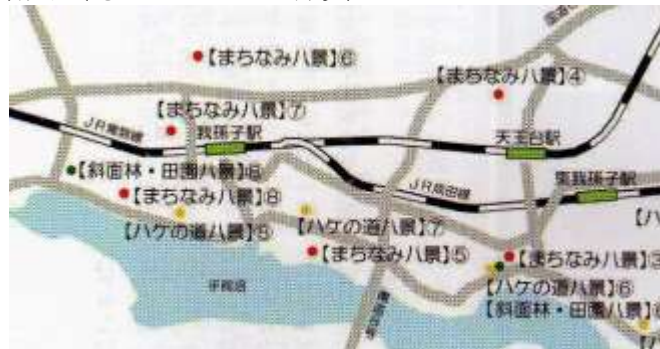 【まちなみ八景】⑥
【まちなみ八景】④
【まちなみ八景】⑦
JR常磐線
我孫子駅
天王台駅
【斜面林・田園八景】⑧
JR成田線
東我孫子駅
【まちなみ八景】⑧
【ハケの道八景】⑧
【ハケの道八景】⑦
【まちなみ八景】⑤
【まちなみ八景】③
手賀沼
【ハケの道八景】⑥
【斜面林・田園八景】